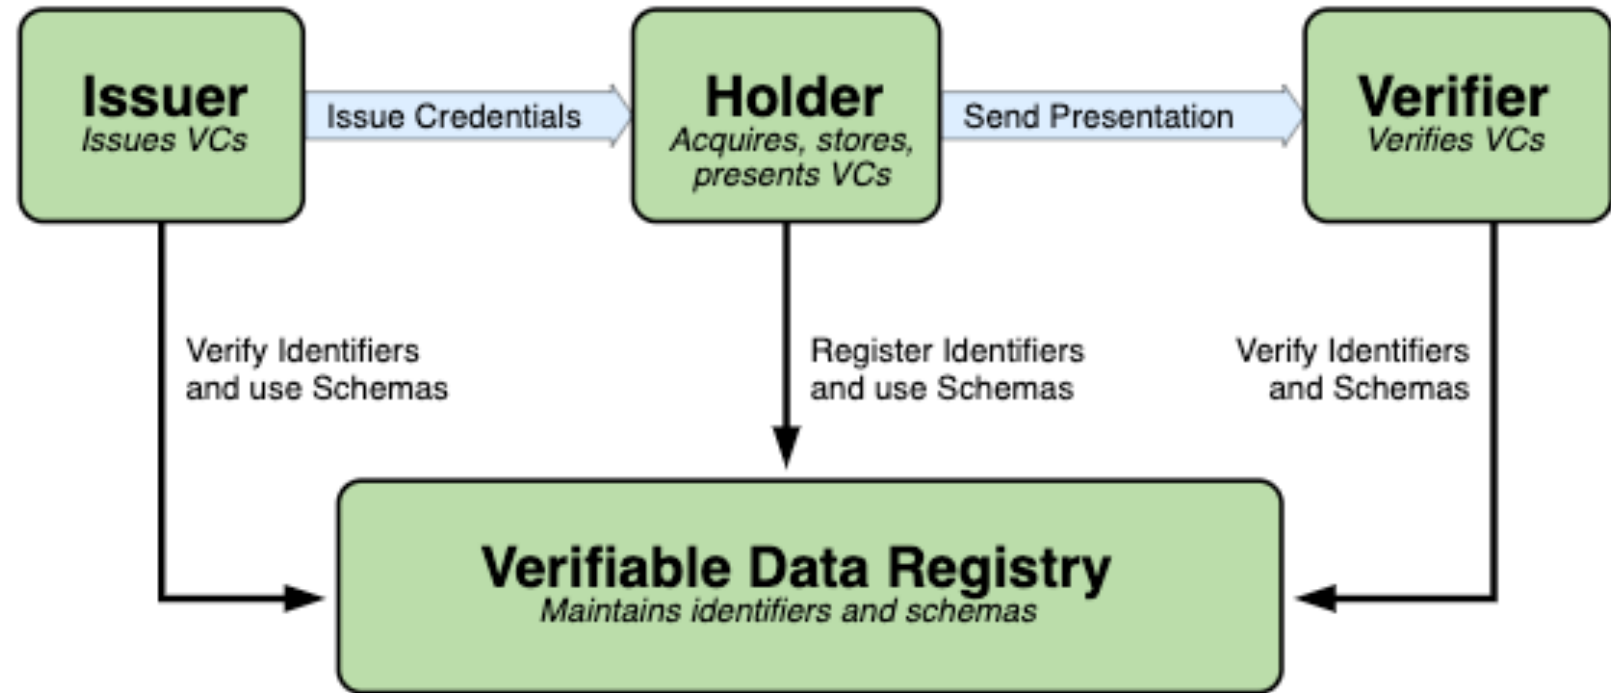 Issuer
Issues VCs
Issue Credentials
Holder
Acquires, stores,
presents VCs
Send Presentation
Verifier
Verifies VCs
Verify Identifiers
and use Schemas
Register Identifiers
and use Schemas
Verify Identifiers
and Schemas
Verifiable Data Registry
Maintains identifiers and schemas